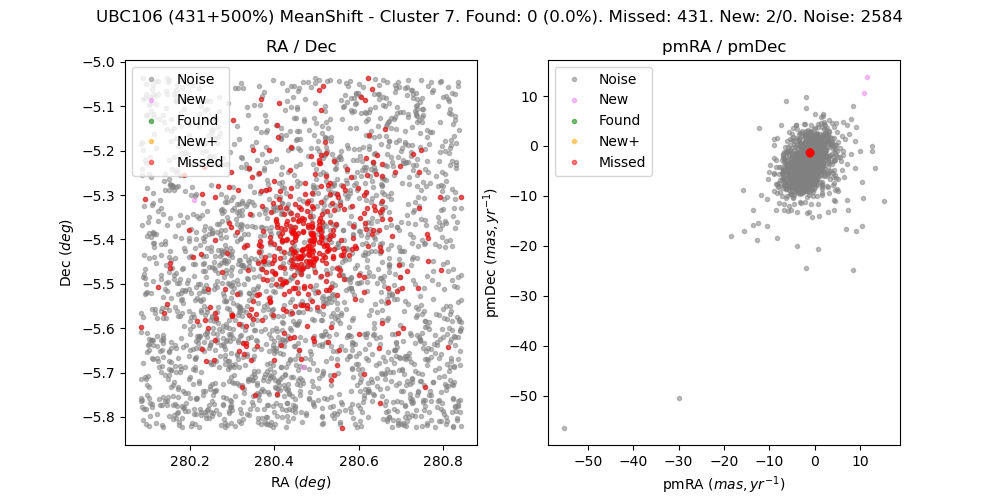 UBC106 (431+500%) MeanShift - Cluster 7. Found: 0 (0.0%). Missed: 431. New: 2/0. Noise: 2584
RA / Dec
−5.0
−5.1
−5.2
−5.3
−5.4
−5.5
−5.6
−5.7
−5.8
Dec (deg)
Noise
New
Found
New+
Missed
280.2 280.4 280.6 280.8
RA (deg)
pmRA / pmDec
10
0
−10
−20
−30
−40
−50
pmDec (mas, yr⁻¹)
Noise
New
Found
New+
Missed
−50 −40 −30 −20 −10 0 10
pmRA (mas, yr⁻¹)